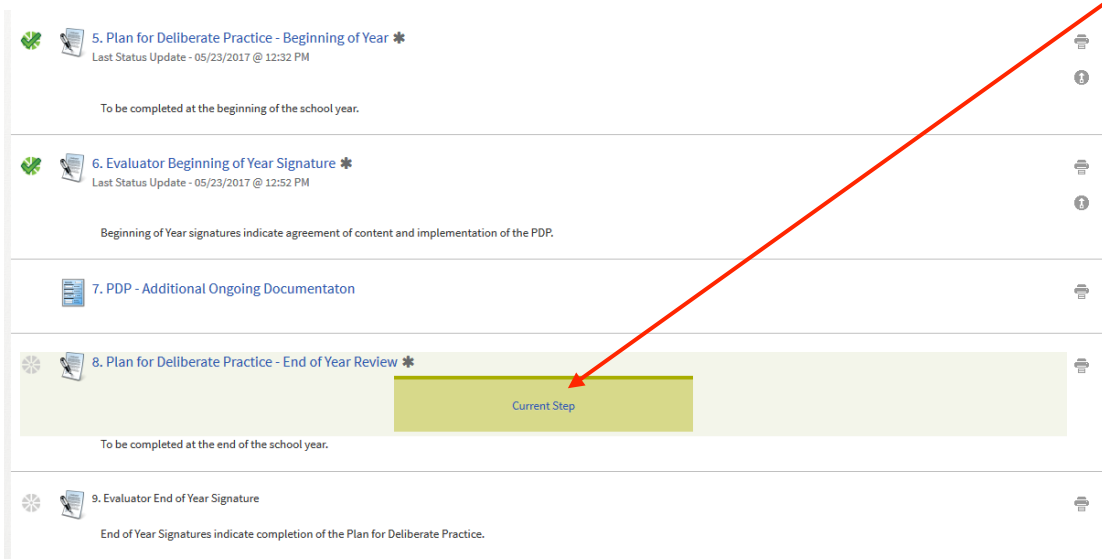 5. Plan for Deliberate Practice - Beginning of Year ✱
Last Status Update - 05/23/2017 @ 12:32 PM
To be completed at the beginning of the school year.
6. Evaluator Beginning of Year Signature ✱
Last Status Update - 05/23/2017 @ 12:52 PM
Beginning of Year signatures indicate agreement of content and implementation of the PDP.
7. PDP - Additional Ongoing Documentaton
8. Plan for Deliberate Practice - End of Year Review ✱
Current Step
To be completed at the end of the school year.
9. Evaluator End of Year Signature
End of Year Signatures indicate completion of the Plan for Deliberate Practice.